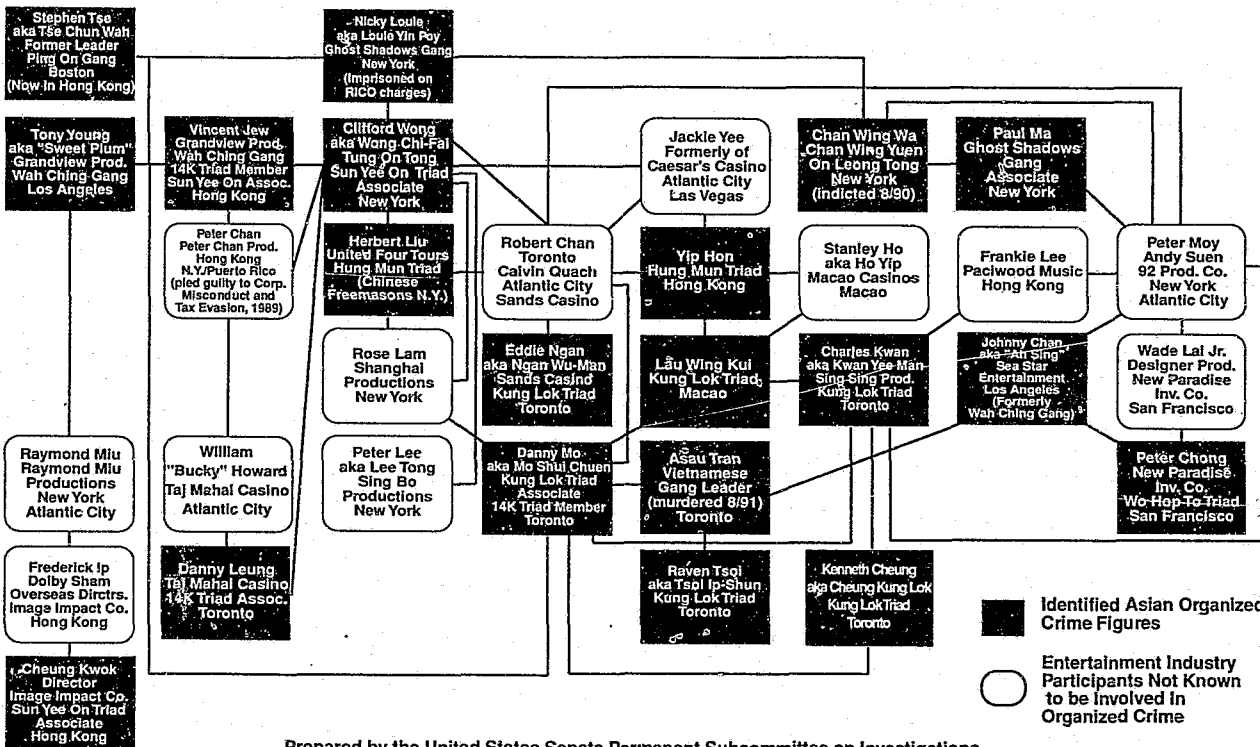 Stephen Tse
aka Tse Chun Wah
Former Leader
Ping On Gang
Boston
(Now in Hong Kong)
Nicky Louie
aka Louie Yin Poy
Ghost Shadows Gang
New York
(Imprisoned on
RICO charges)
Tony Young
aka "Sweet Plum"
Grandview Prod.
Wah Ching Gang
Los Angeles
Vincent Jew
Grandview Prod.
Wah Ching Gang
14K Triad Member
Sun Yee On Assoc.
Hong Kong
Clifford Wong
aka Wong Chi-Fai
Tung On Tong
Sun Yee On Triad
Associate
New York
Jackie Yee
Formerly of
Caesar's Casino
Atlantic City
Las Vegas
Chan Wing Wa
Chan Wing Yuen
On Leong Tong
New York
(indicted 8/90)
Paul Ma
Ghost Shadows
Gang
Associate
New York
Peter Chan
Peter Chan Prod.
Hong Kong
N.Y./Puerto Rico
(pled guilty to Corp.
Misconduct and
Tax Evasion, 1989)
Herbert Liu
United Four Tours
Hung Mun Triad
(Chinese
Freemasons N.Y.)
Robert Chan
Toronto
Calvin Quach
Atlantic City
Sands Casino
Yip Hon
Hung Mun Triad
Hong Kong
Stanley Ho
aka Ho Yip
Macao Casinos
Macao
Frankie Lee
Paciwood Music
Hong Kong
Peter Moy
Andy Suen
92 Prod. Co.
New York
Atlantic City
Rose Lam
Shanghai
Productions
New York
Eddie Ngan
aka Ngan Wu-Man
Sands Casino
Kung Lok Triad
Toronto
Lau Wing Kui
Kung Lok Triad
Macao
Charles Kwan
aka Kwan Yee Man
Sing Sing Prod.
Kung Lok Triad
Toronto
Johnny Chan
aka "Ah Sing"
Sea Star
Entertainment
Los Angeles
(Formerly
Wah Ching Gang)
Wade Lai Jr.
Designer Prod.
New Paradise
Inv. Co.
San Francisco
Raymond Miu
Raymond Miu
Productions
New York
Atlantic City
William
"Bucky" Howard
Taj Mahal Casino
Atlantic City
Peter Lee
aka Lee Tong
Sing Bo
Productions
New York
Danny Mo
aka Mo Shui Chuen
Kung Lok Triad
Associate
14K Triad Member
Toronto
Asau Tran
Vietnamese
Gang Leader
(murdered 8/91)
Toronto
Peter Chong
New Paradise
Inv. Co.
Wo Hop To Triad
San Francisco
Frederick Ip
Dolby Sham
Overseas Dirctrs.
Image Impact Co.
Hong Kong
Danny Leung
Taj Mahal Casino
14K Triad Assoc.
Toronto
Raven Tsoi
aka Tsoi Ip-Shun
Kung Lok Triad
Toronto
Kenneth Cheung
aka Cheung Kung Lok
Kung Lok Triad
Toronto
Cheung Kwok
Director
Image Impact Co.
Sun Yee On Triad
Associate
Hong Kong
Identified Asian Organized
Crime Figures
Entertainment Industry
Participants Not Known
to be Involved in
Organized Crime
Prepared by the United States Senate Permanent Subcommittee on Investigations